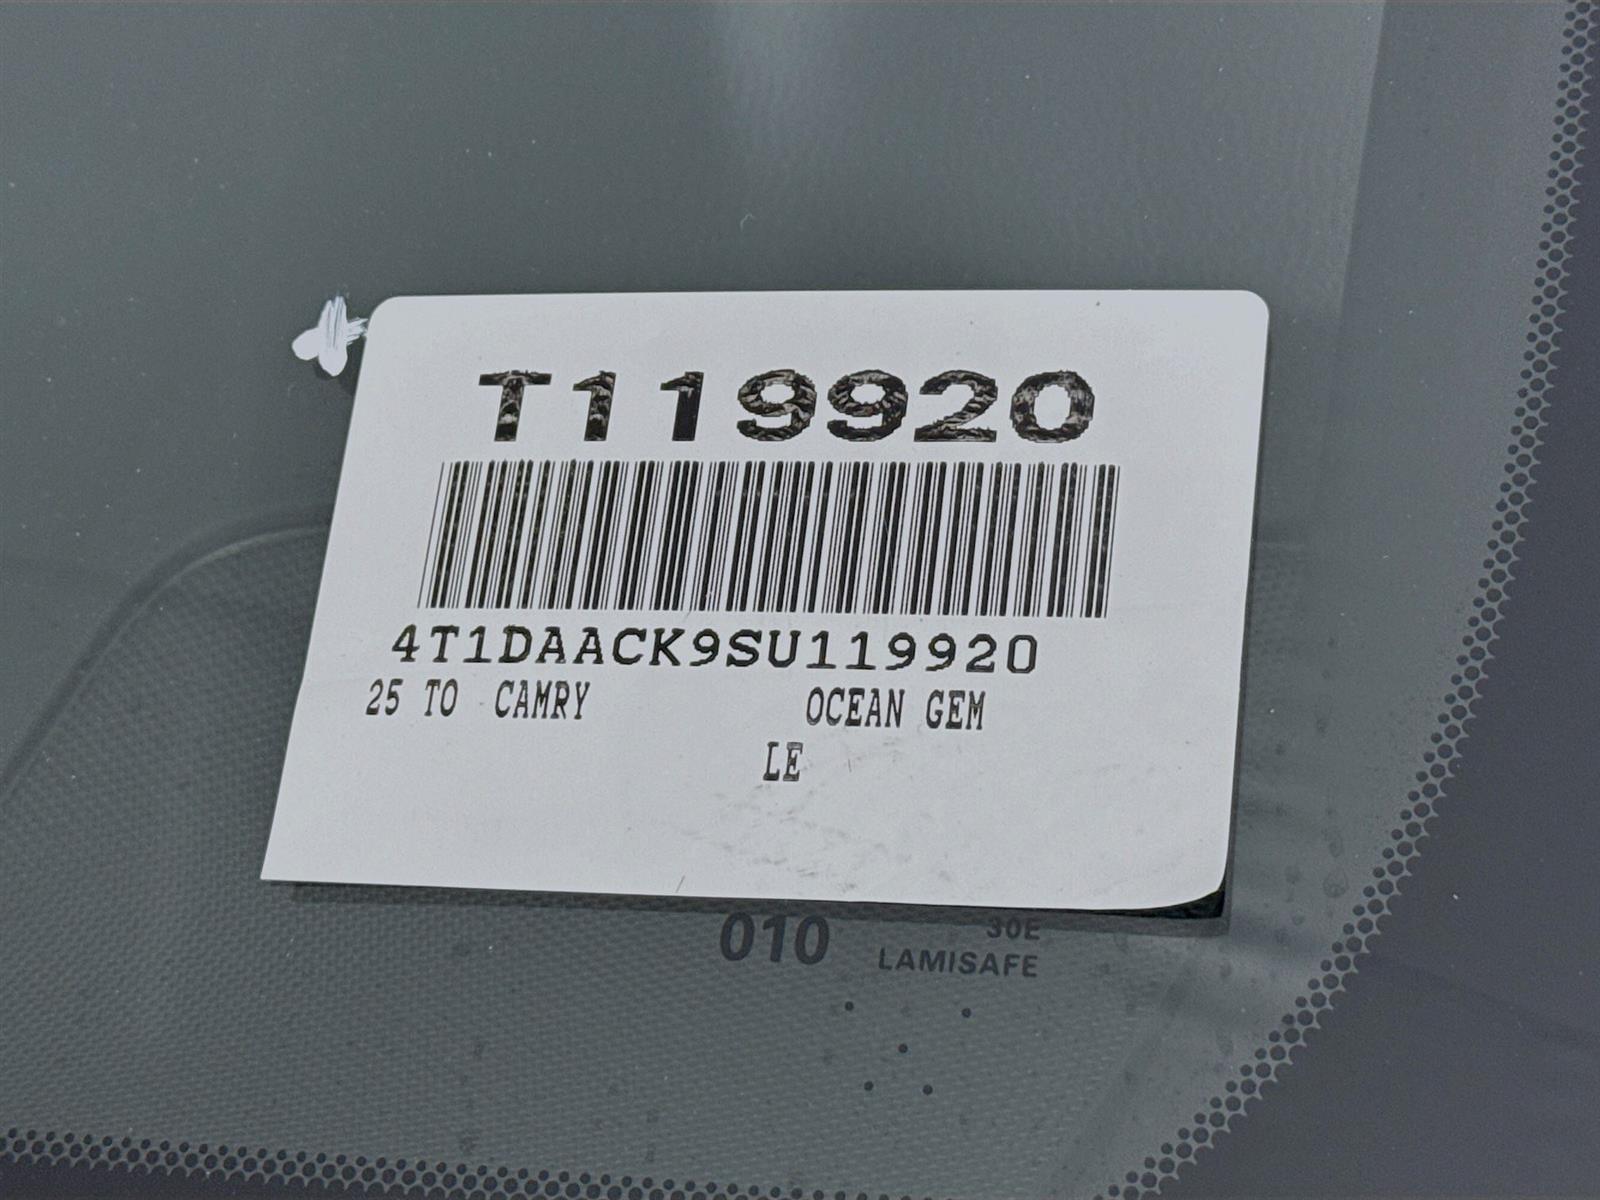 T119920
4T1DAACK9SU119920
25 TO CAMRY OCEAN GEM
LE
010 30E
LAMISAFE